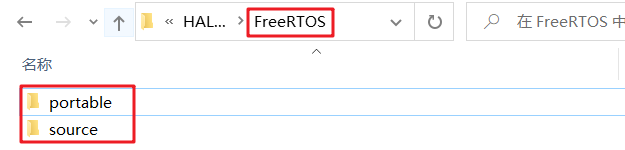 « HAL... > FreeRTOS
在 FreeRTOS 中
名称
portable
source